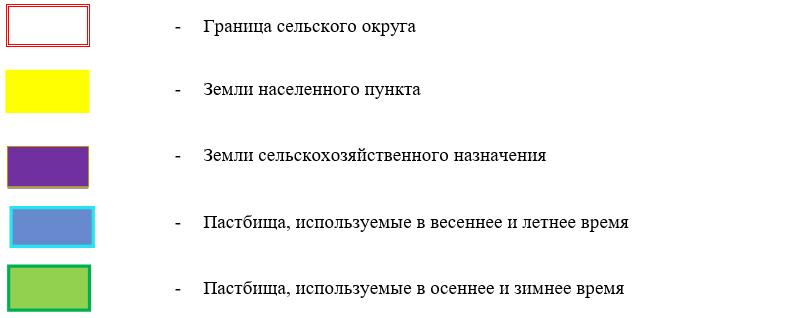 - Граница сельского округа
- Земли населенного пункта
- Земли сельскохозяйственного назначения
- Пастбища, используемые в весеннее и летнее время
- Пастбища, используемые в осеннее и зимнее время